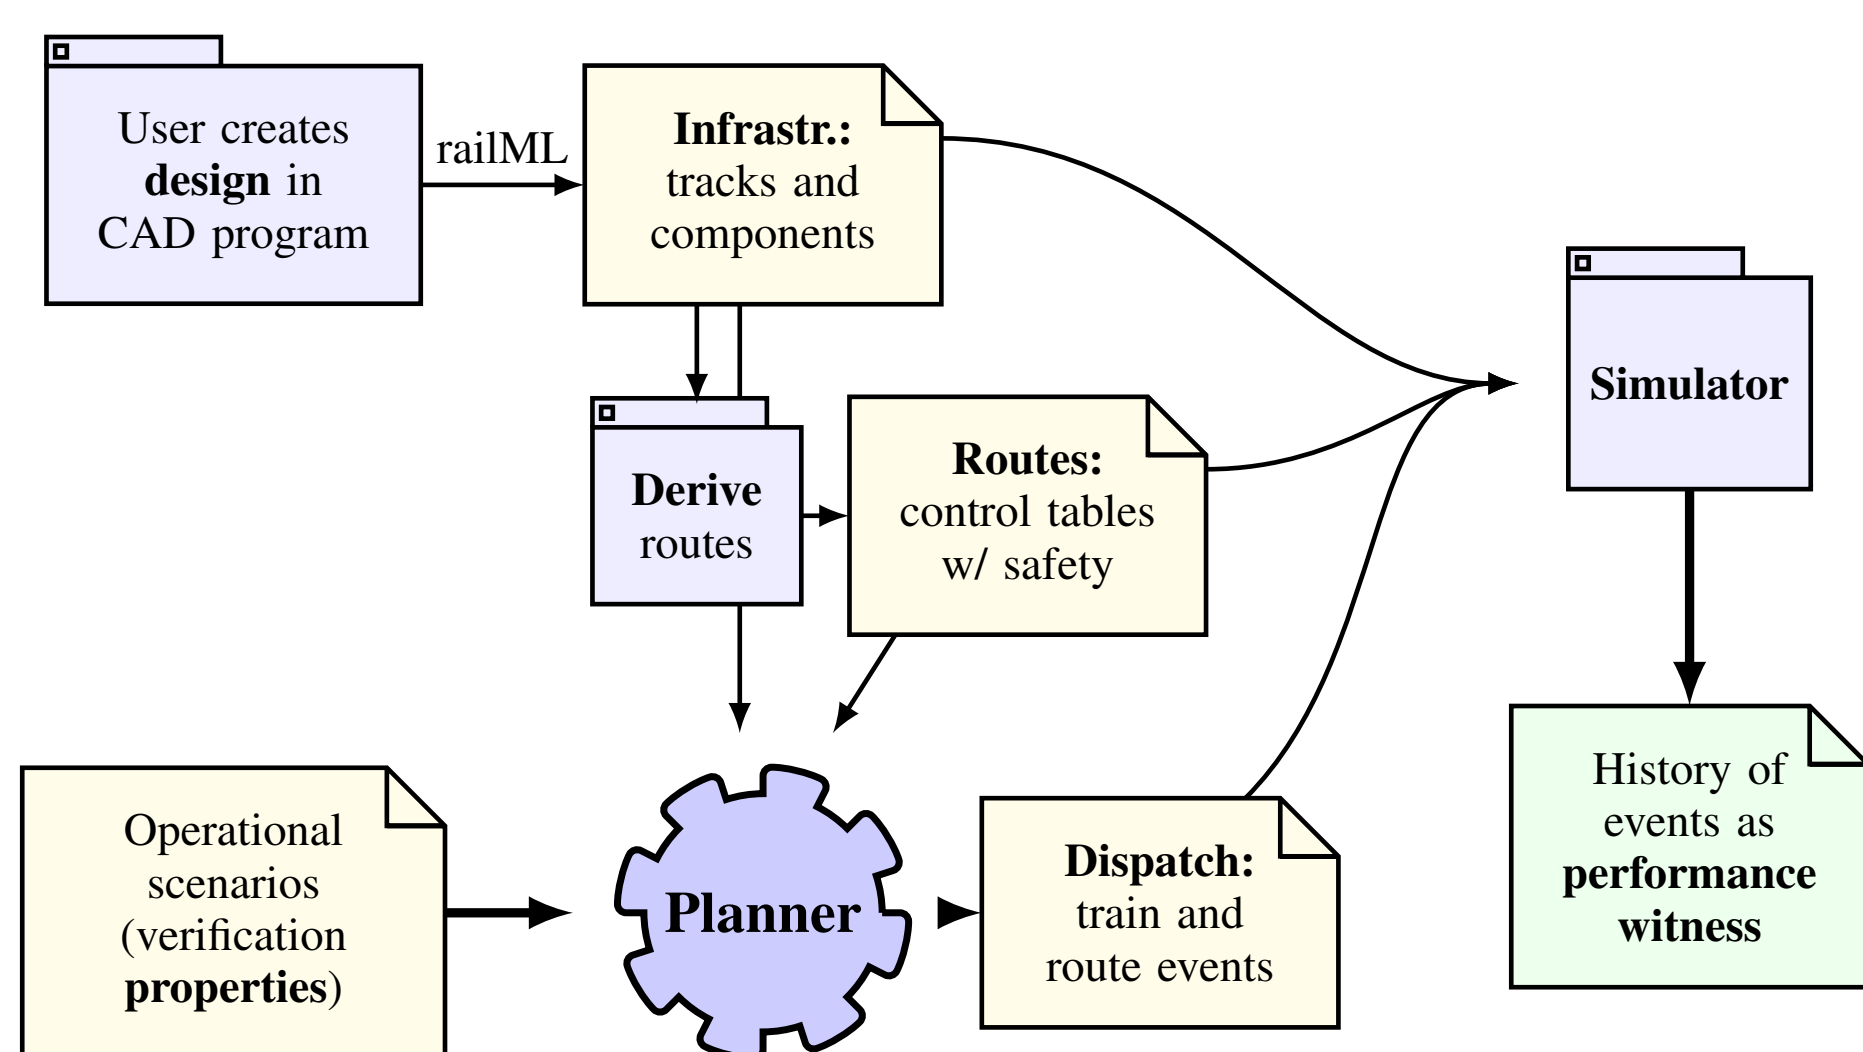 User creates
design in
CAD program
railML
Infrastr.:
tracks and
components
Derive
routes
Routes:
control tables
w/ safety
Simulator
Operational
scenarios
(verification
properties)
Planner
Dispatch:
train and
route events
History of
events as
performance
witness